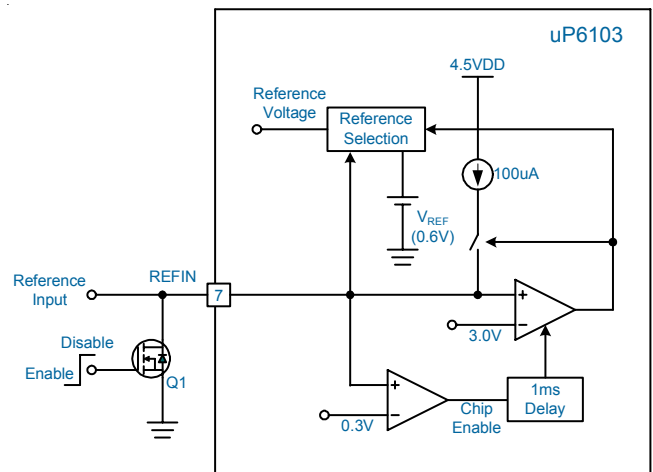 uP6103
4.5VDD
Reference
Voltage
Reference
Selection
100uA
VREF
(0.6V)
Reference
Input
REFIN
7
3.0V
Disable
Enable
Q1
0.3V
Chip
Enable
1ms
Delay